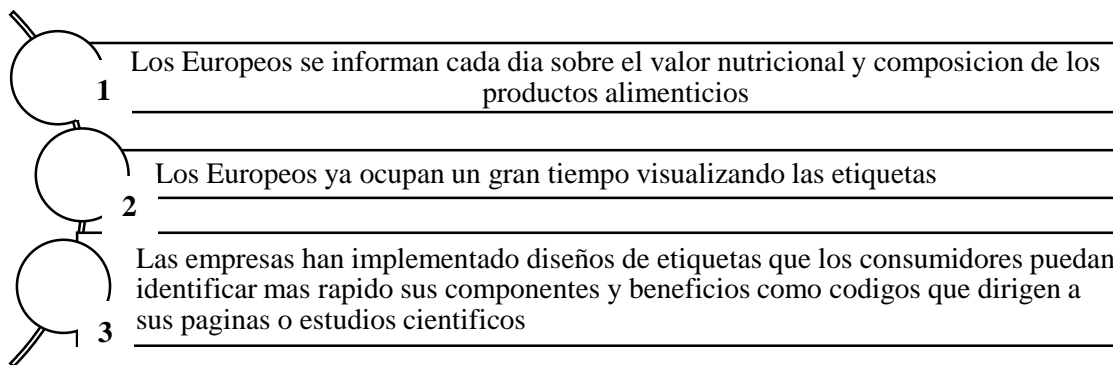 1
Los Europeos se informan cada dia sobre el valor nutricional y composicion de los
productos alimenticios
2
Los Europeos ya ocupan un gran tiempo visualizando las etiquetas
3
Las empresas han implementado diseños de etiquetas que los consumidores puedan
identificar mas rapido sus componentes y beneficios como codigos que dirigen a
sus paginas o estudios cientificos